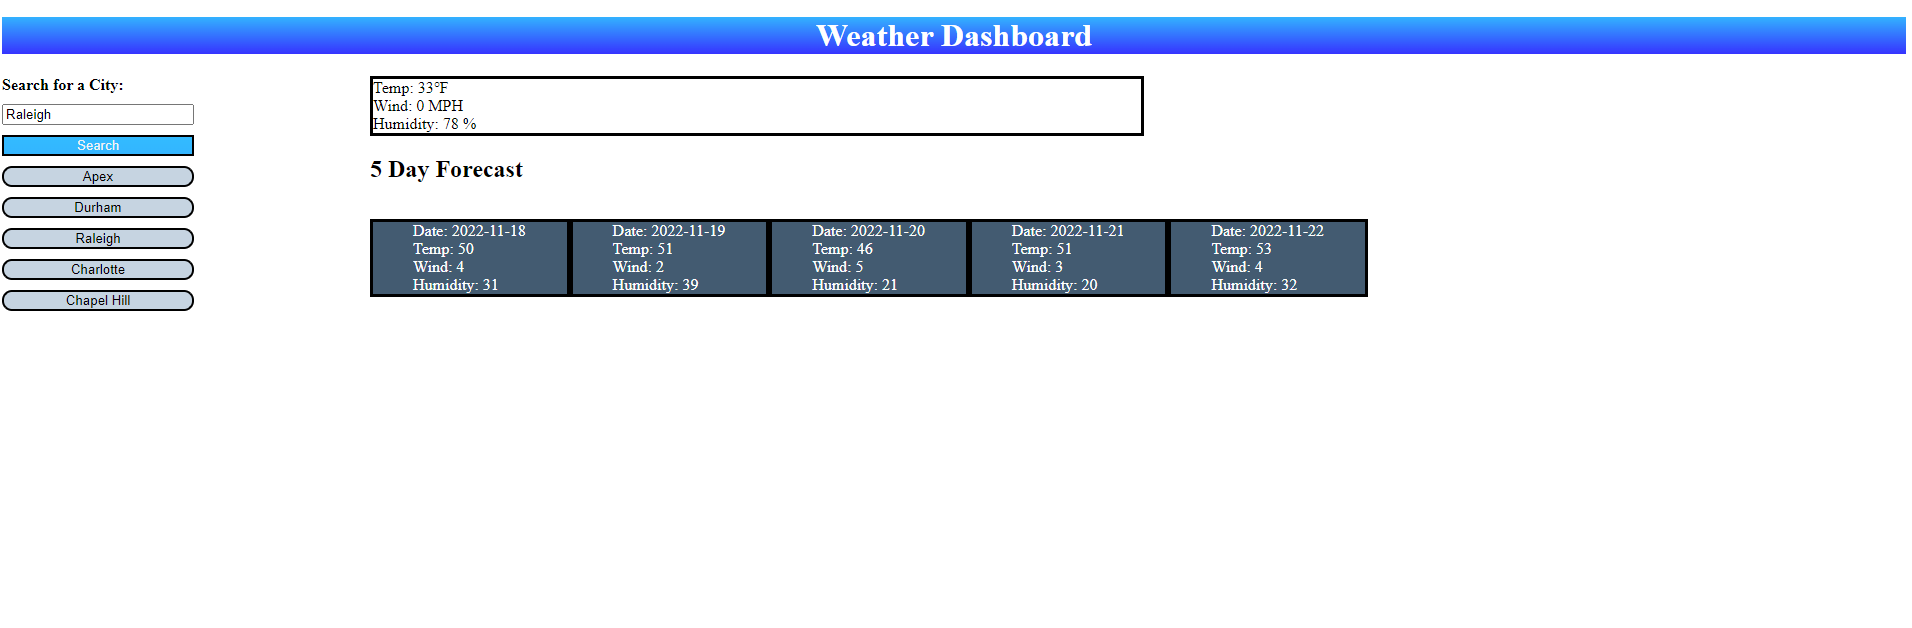 Weather Dashboard
Search for a City:
Raleigh
Search
Apex
Durham
Raleigh
Charlotte
Chapel Hill
Temp: 33°F
Wind: 0 MPH
Humidity: 78 %
5 Day Forecast
Date: 2022-11-18
Temp: 50
Wind: 4
Humidity: 31
Date: 2022-11-19
Temp: 51
Wind: 2
Humidity: 39
Date: 2022-11-20
Temp: 46
Wind: 5
Humidity: 21
Date: 2022-11-21
Temp: 51
Wind: 3
Humidity: 20
Date: 2022-11-22
Temp: 53
Wind: 4
Humidity: 32